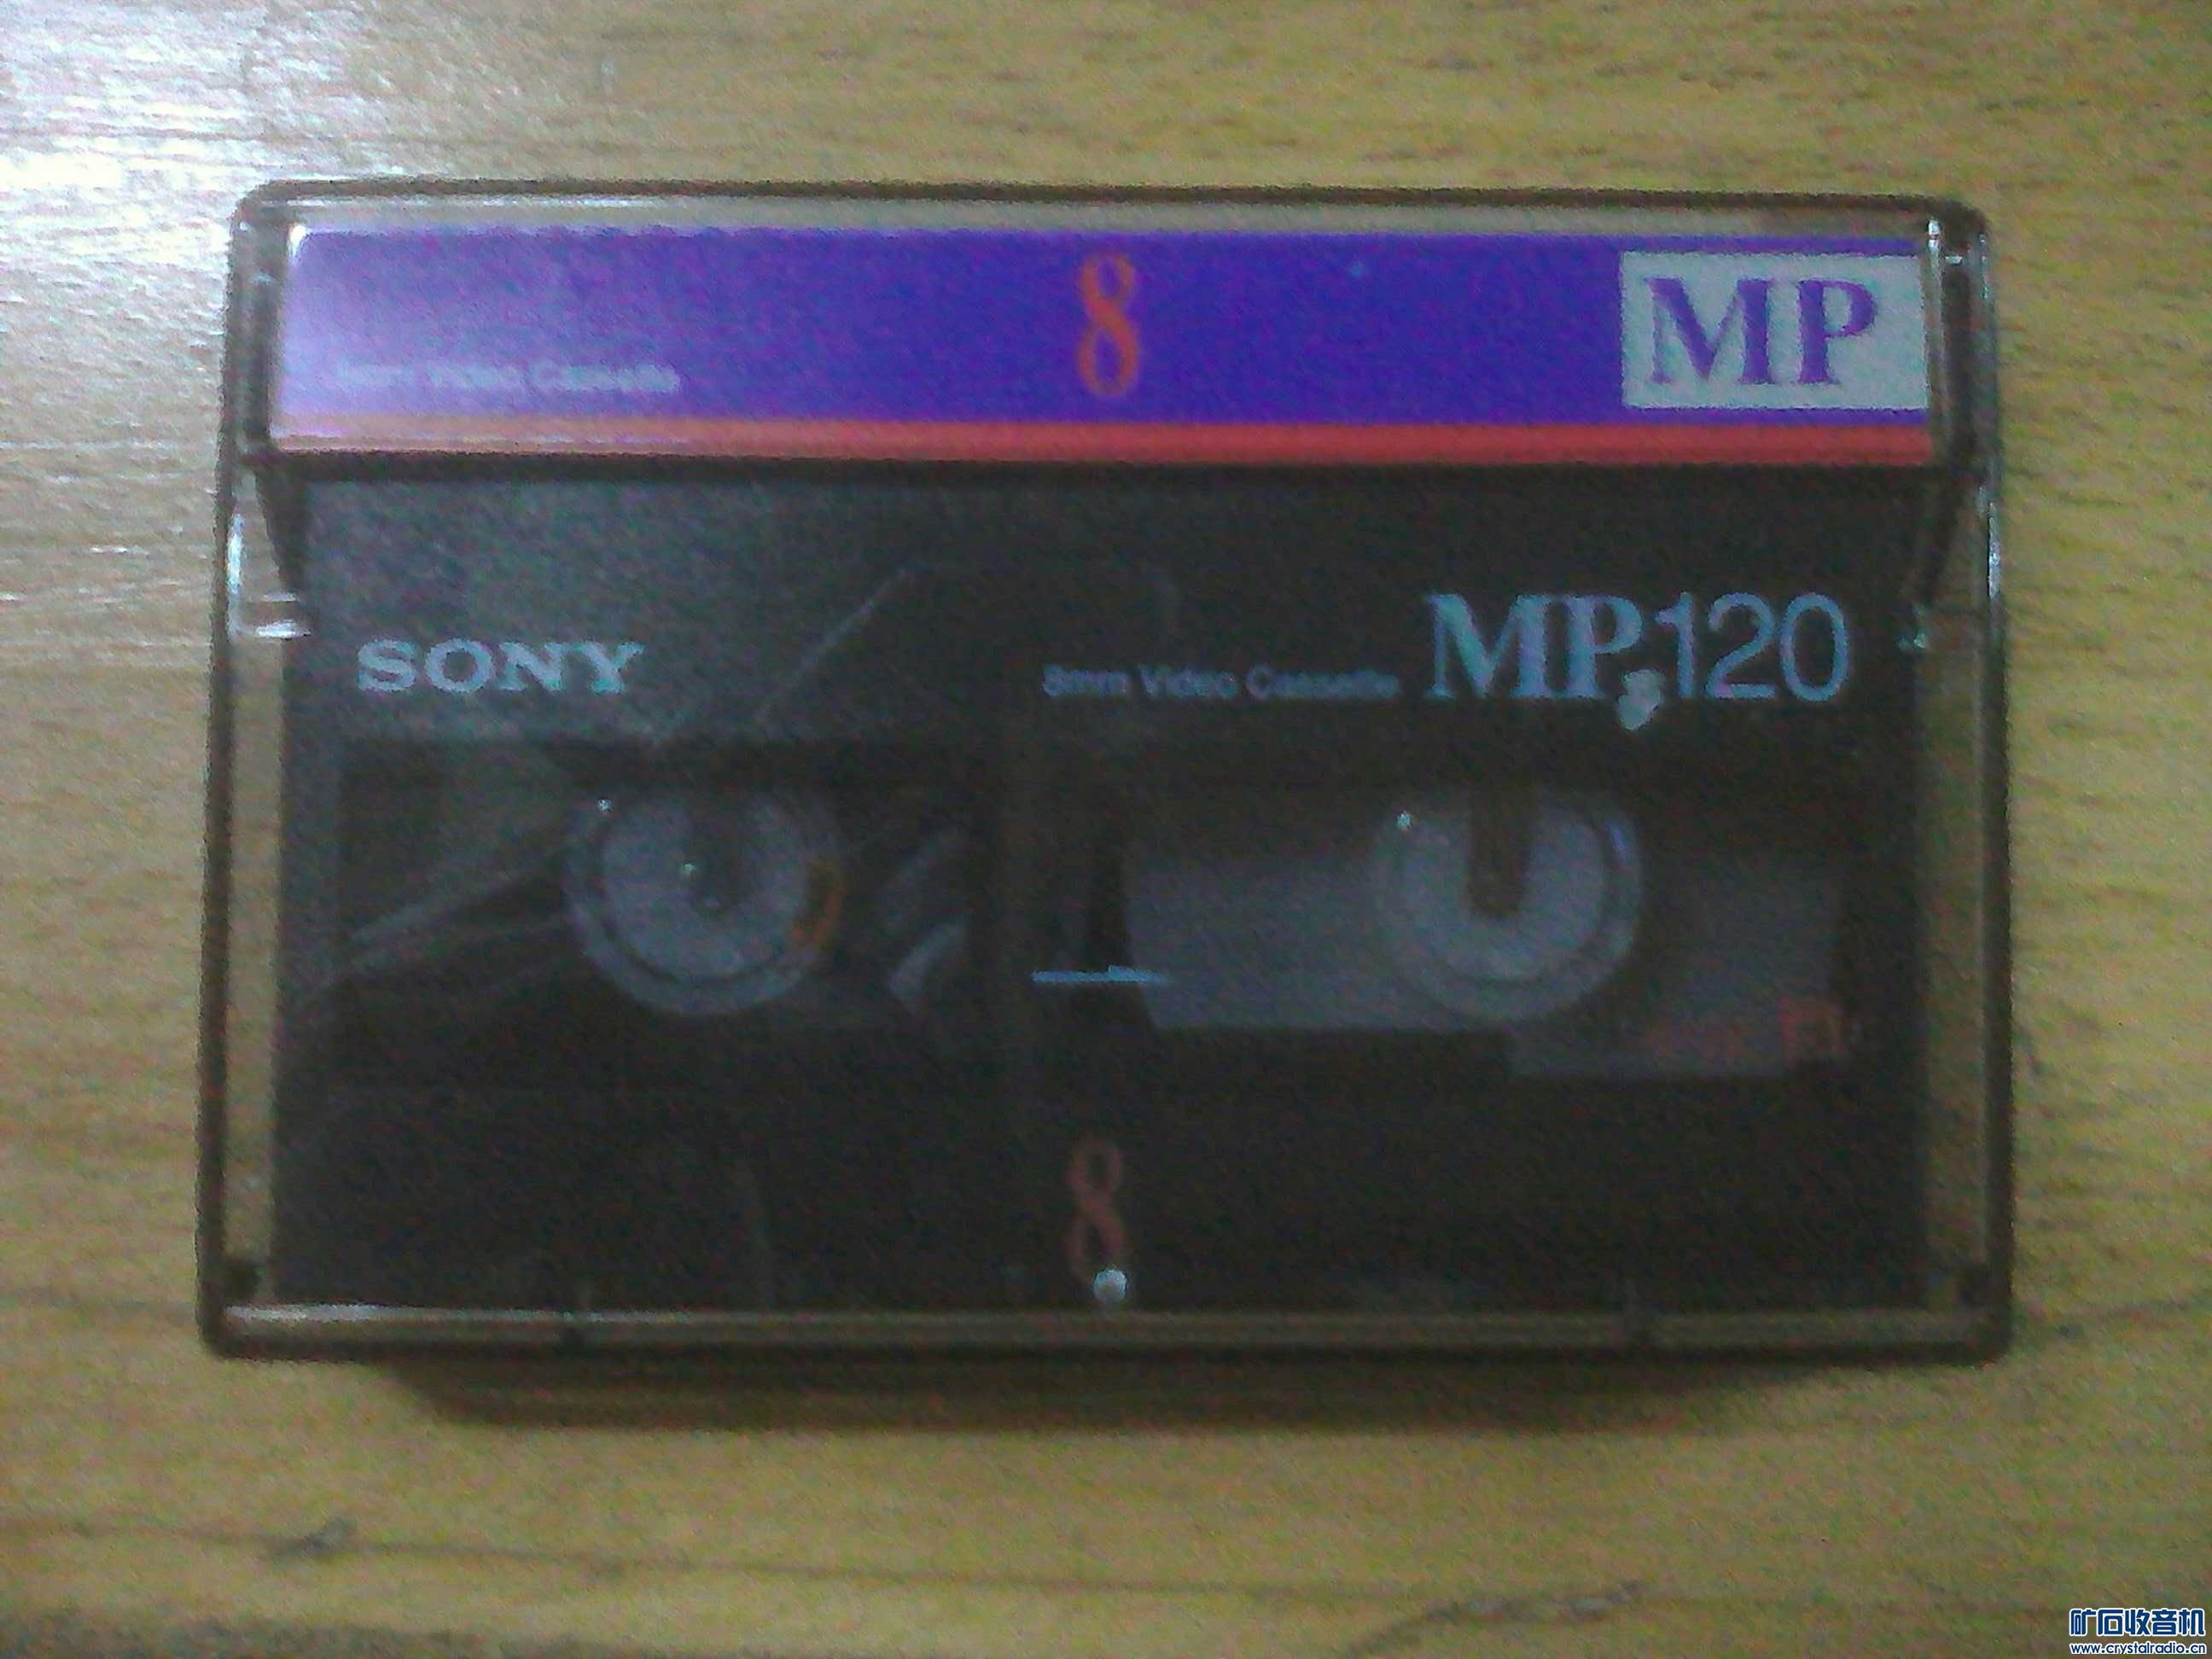 8
MP
8mm Video Cassette
SONY
8mm Video Cassette MP 120
8
矿石收音机
www.crystalradio.cn